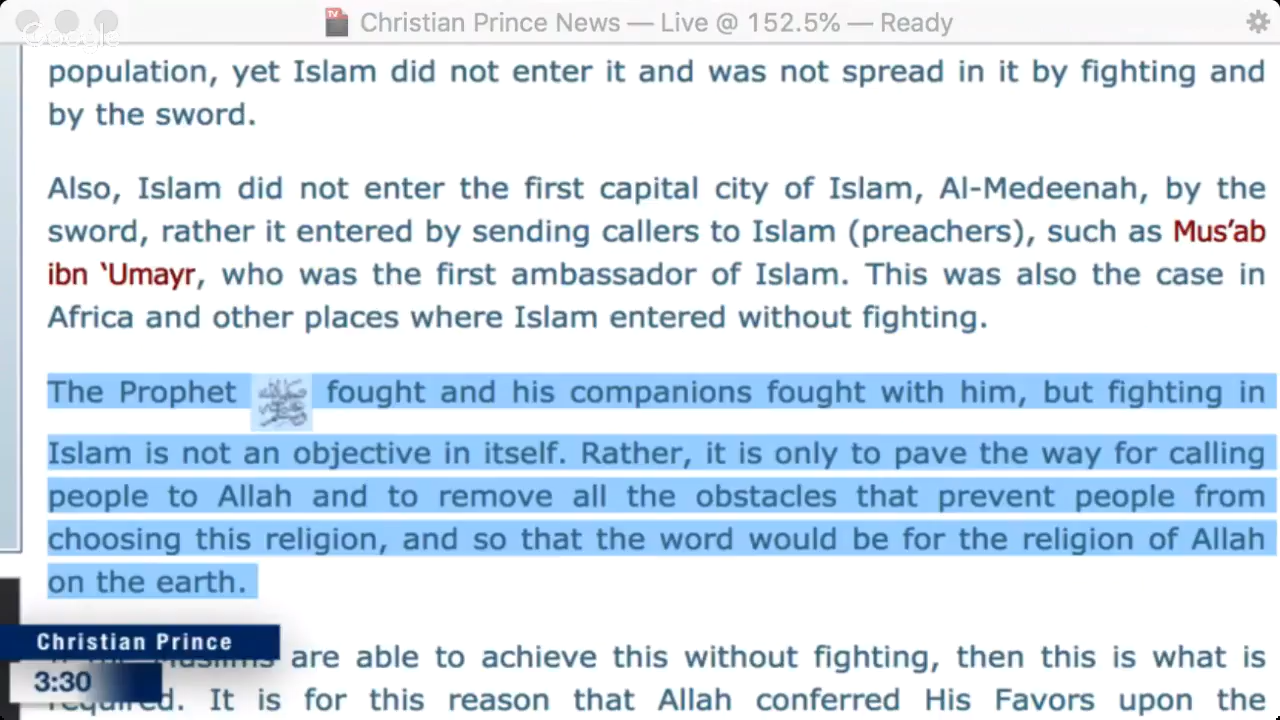 Christian Prince News — Live @ 152.5% — Ready
Google
population, yet Islam did not enter it and was not spread in it by fighting and
by the sword.
Also, Islam did not enter the first capital city of Islam, Al-Medeenah, by the
sword, rather it entered by sending callers to Islam (preachers), such as Mus’ab
ibn ‘Umayr, who was the first ambassador of Islam. This was also the case in
Africa and other places where Islam entered without fighting.
The Prophet ﷺ fought and his companions fought with him, but fighting in
Islam is not an objective in itself. Rather, it is only to pave the way for calling
people to Allah and to remove all the obstacles that prevent people from
choosing this religion, and so that the word would be for the religion of Allah
on the earth.
Christian Prince
Muslims are able to achieve this without fighting, then this is what is
3:30
required. It is for this reason that Allah conferred His Favors upon the